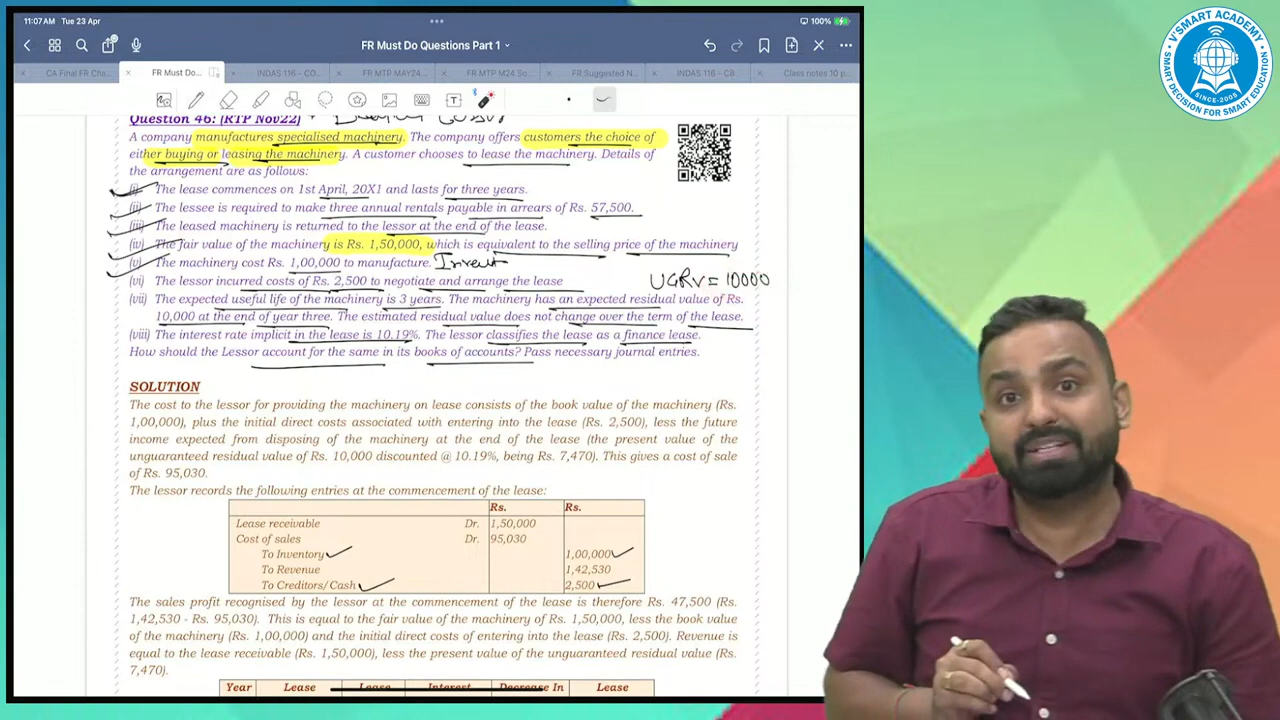 11:07AM Tue 23 Apr
100%
FR Must Do Questions Part 1
CA Final FR Cha...
FR Must Do...
INDAS 116 - CO...
FR MTP MAY24...
FR MTP M24 So...
FR Suggested N...
INDAS 116 - CB...
Class notes 10 p...
Question 46: (RTP Nov22)
A company manufactures specialised machinery. The company offers customers the choice of
either buying or leasing the machinery. A customer chooses to lease the machinery. Details of
the arrangement are as follows:
(i) The lease commences on 1st April, 20X1 and lasts for three years.
(ii) The lessee is required to make three annual rentals payable in arrears of Rs. 57,500.
(iii) The leased machinery is returned to the lessor at the end of the lease.
(iv) The fair value of the machinery is Rs. 1,50,000, which is equivalent to the selling price of the machinery
(v) The machinery cost Rs. 1,00,000 to manufacture.
(vi) The lessor incurred costs of Rs. 2,500 to negotiate and arrange the lease
UGRV = 10000
(vii) The expected useful life of the machinery is 3 years. The machinery has an expected residual value of Rs.
10,000 at the end of year three. The estimated residual value does not change over the term of the lease.
(viii) The interest rate implicit in the lease is 10.19%. The lessor classifies the lease as a finance lease.
How should the Lessor account for the same in its books of accounts? Pass necessary journal entries.
SOLUTION
The cost to the lessor for providing the machinery on lease consists of the book value of the machinery (Rs.
1,00,000), plus the initial direct costs associated with entering into the lease (Rs. 2,500), less the future
income expected from disposing of the machinery at the end of the lease (the present value of the
unguaranteed residual value of Rs. 10,000 discounted @ 10.19%, being Rs. 7,470). This gives a cost of sale
of Rs. 95,030.
The lessor records the following entries at the commencement of the lease:
Rs. Rs.
Lease receivable Dr. 1,50,000
Cost of sales Dr. 95,030
To Inventory 1,00,000
To Revenue 1,42,530
To Creditors/Cash 2,500
The sales profit recognised by the lessor at the commencement of the lease is therefore Rs. 47,500 (Rs.
1,42,530 - Rs. 95,030). This is equal to the fair value of the machinery of Rs. 1,50,000, less the book value
of the machinery (Rs. 1,00,000) and the initial direct costs of entering into the lease (Rs. 2,500). Revenue is
equal to the lease receivable (Rs. 1,50,000), less the present value of the unguaranteed residual value (Rs.
7,470).
Year Lease Lease Interest Decrease In Lease
V'SMART ACADEMY
SINCE-2005
SMART DECISION FOR SMART EDUCATION